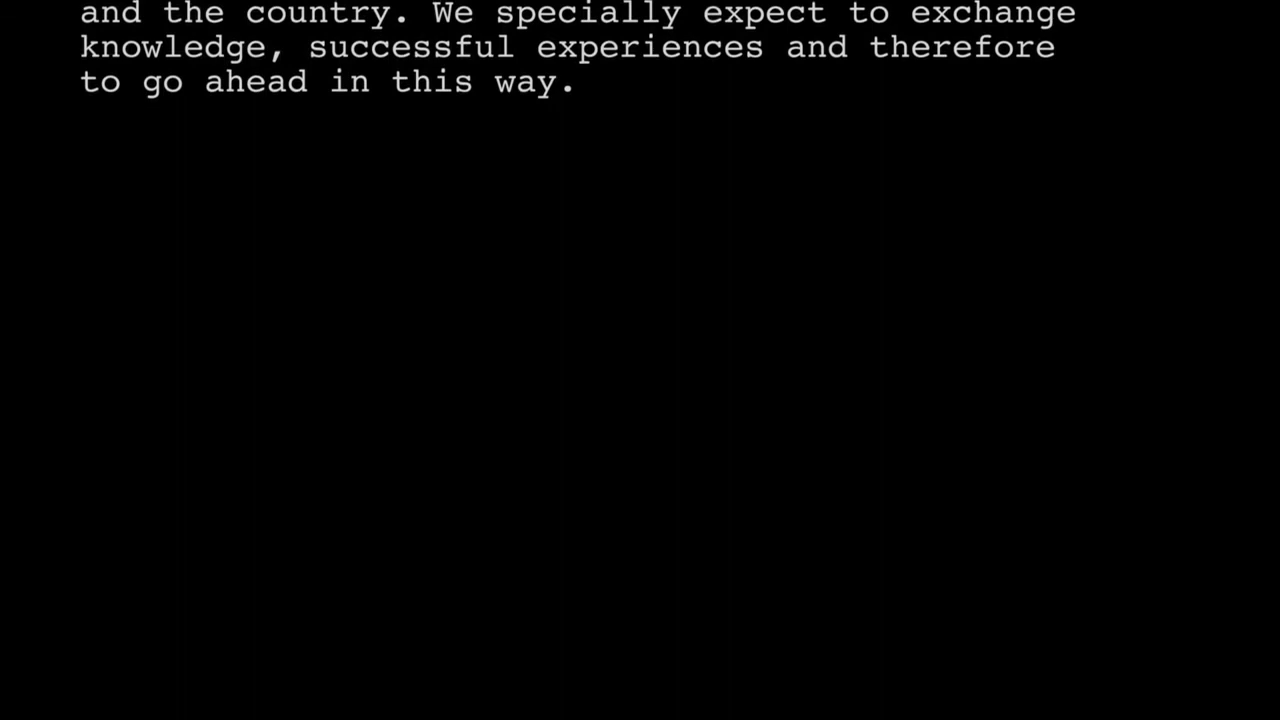 and the country. We specially expect to exchange
knowledge, successful experiences and therefore
to go ahead in this way.